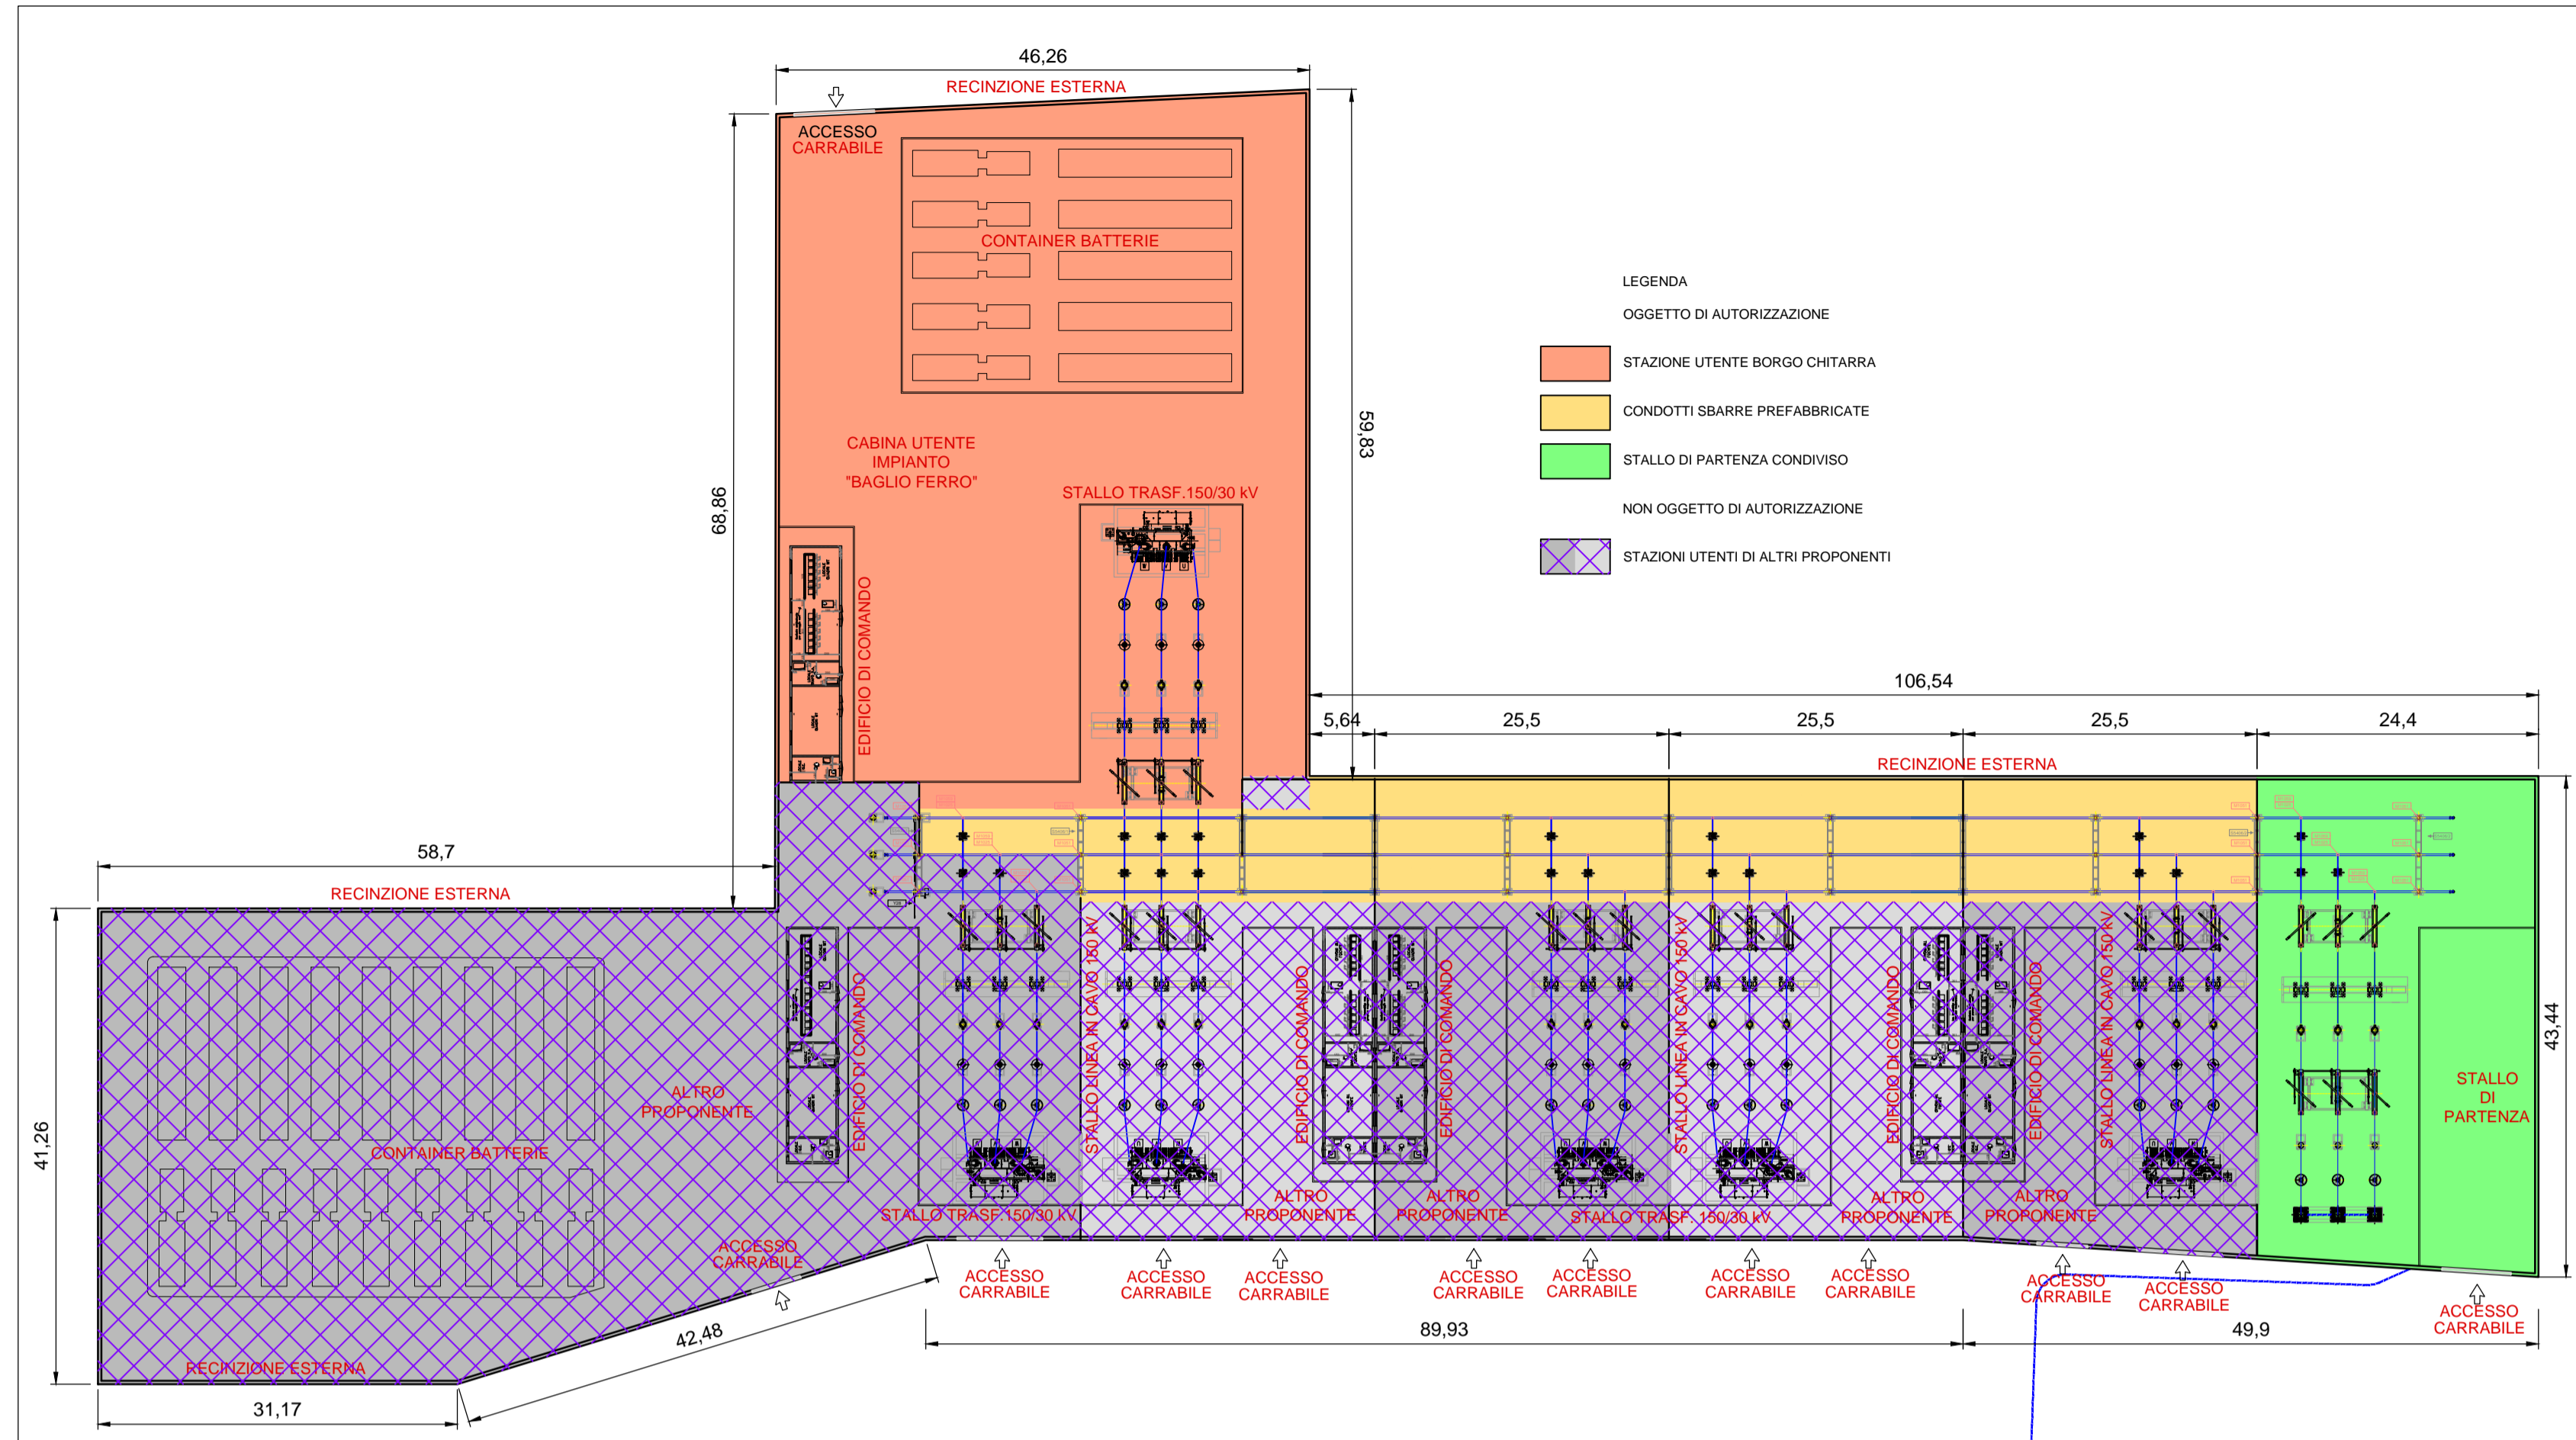 46,26
RECINZIONE ESTERNA
ACCESSO
CARRABILE
CONTAINER BATTERIE
59,83
68,86
CABINA UTENTE
IMPIANTO
"BAGLIO FERRO"
STALLO TRASF.150/30 kV
EDIFICIO DI COMANDO
LEGENDA
OGGETTO DI AUTORIZZAZIONE
STAZIONE UTENTE BORGO CHITARRA
CONDOTTI SBARRE PREFABBRICATE
STALLO DI PARTENZA CONDIVISO
NON OGGETTO DI AUTORIZZAZIONE
STAZIONI UTENTI DI ALTRI PROPONENTI
106,54
5,64
25,5
25,5
25,5
24,4
RECINZIONE ESTERNA
58,7
RECINZIONE ESTERNA
41,26
ALTRO
PROPONENTE
CONTAINER BATTERIE
EDIFICIO DI COMANDO
STALLO LINEA IN CAVO 150 kV
EDIFICIO DI COMANDO
EDIFICIO DI COMANDO
STALLO LINEA IN CAVO 150 kV
EDIFICIO DI COMANDO
EDIFICIO DI COMANDO
STALLO LINEA IN CAVO 150 kV
STALLO
DI
PARTENZA
43,44
STALLO TRASF.150/30 kV
ALTRO
PROPONENTE
ALTRO
PROPONENTE
STALLO TRASF. 150/30 kV
ALTRO
PROPONENTE
ALTRO
PROPONENTE
ACCESSO
CARRABILE
ACCESSO
CARRABILE
ACCESSO
CARRABILE
ACCESSO
CARRABILE
ACCESSO
CARRABILE
ACCESSO
CARRABILE
ACCESSO
CARRABILE
ACCESSO
CARRABILE
ACCESSO
CARRABILE
ACCESSO
CARRABILE
ACCESSO
CARRABILE
RECINZIONE ESTERNA
42,48
89,93
49,9
31,17